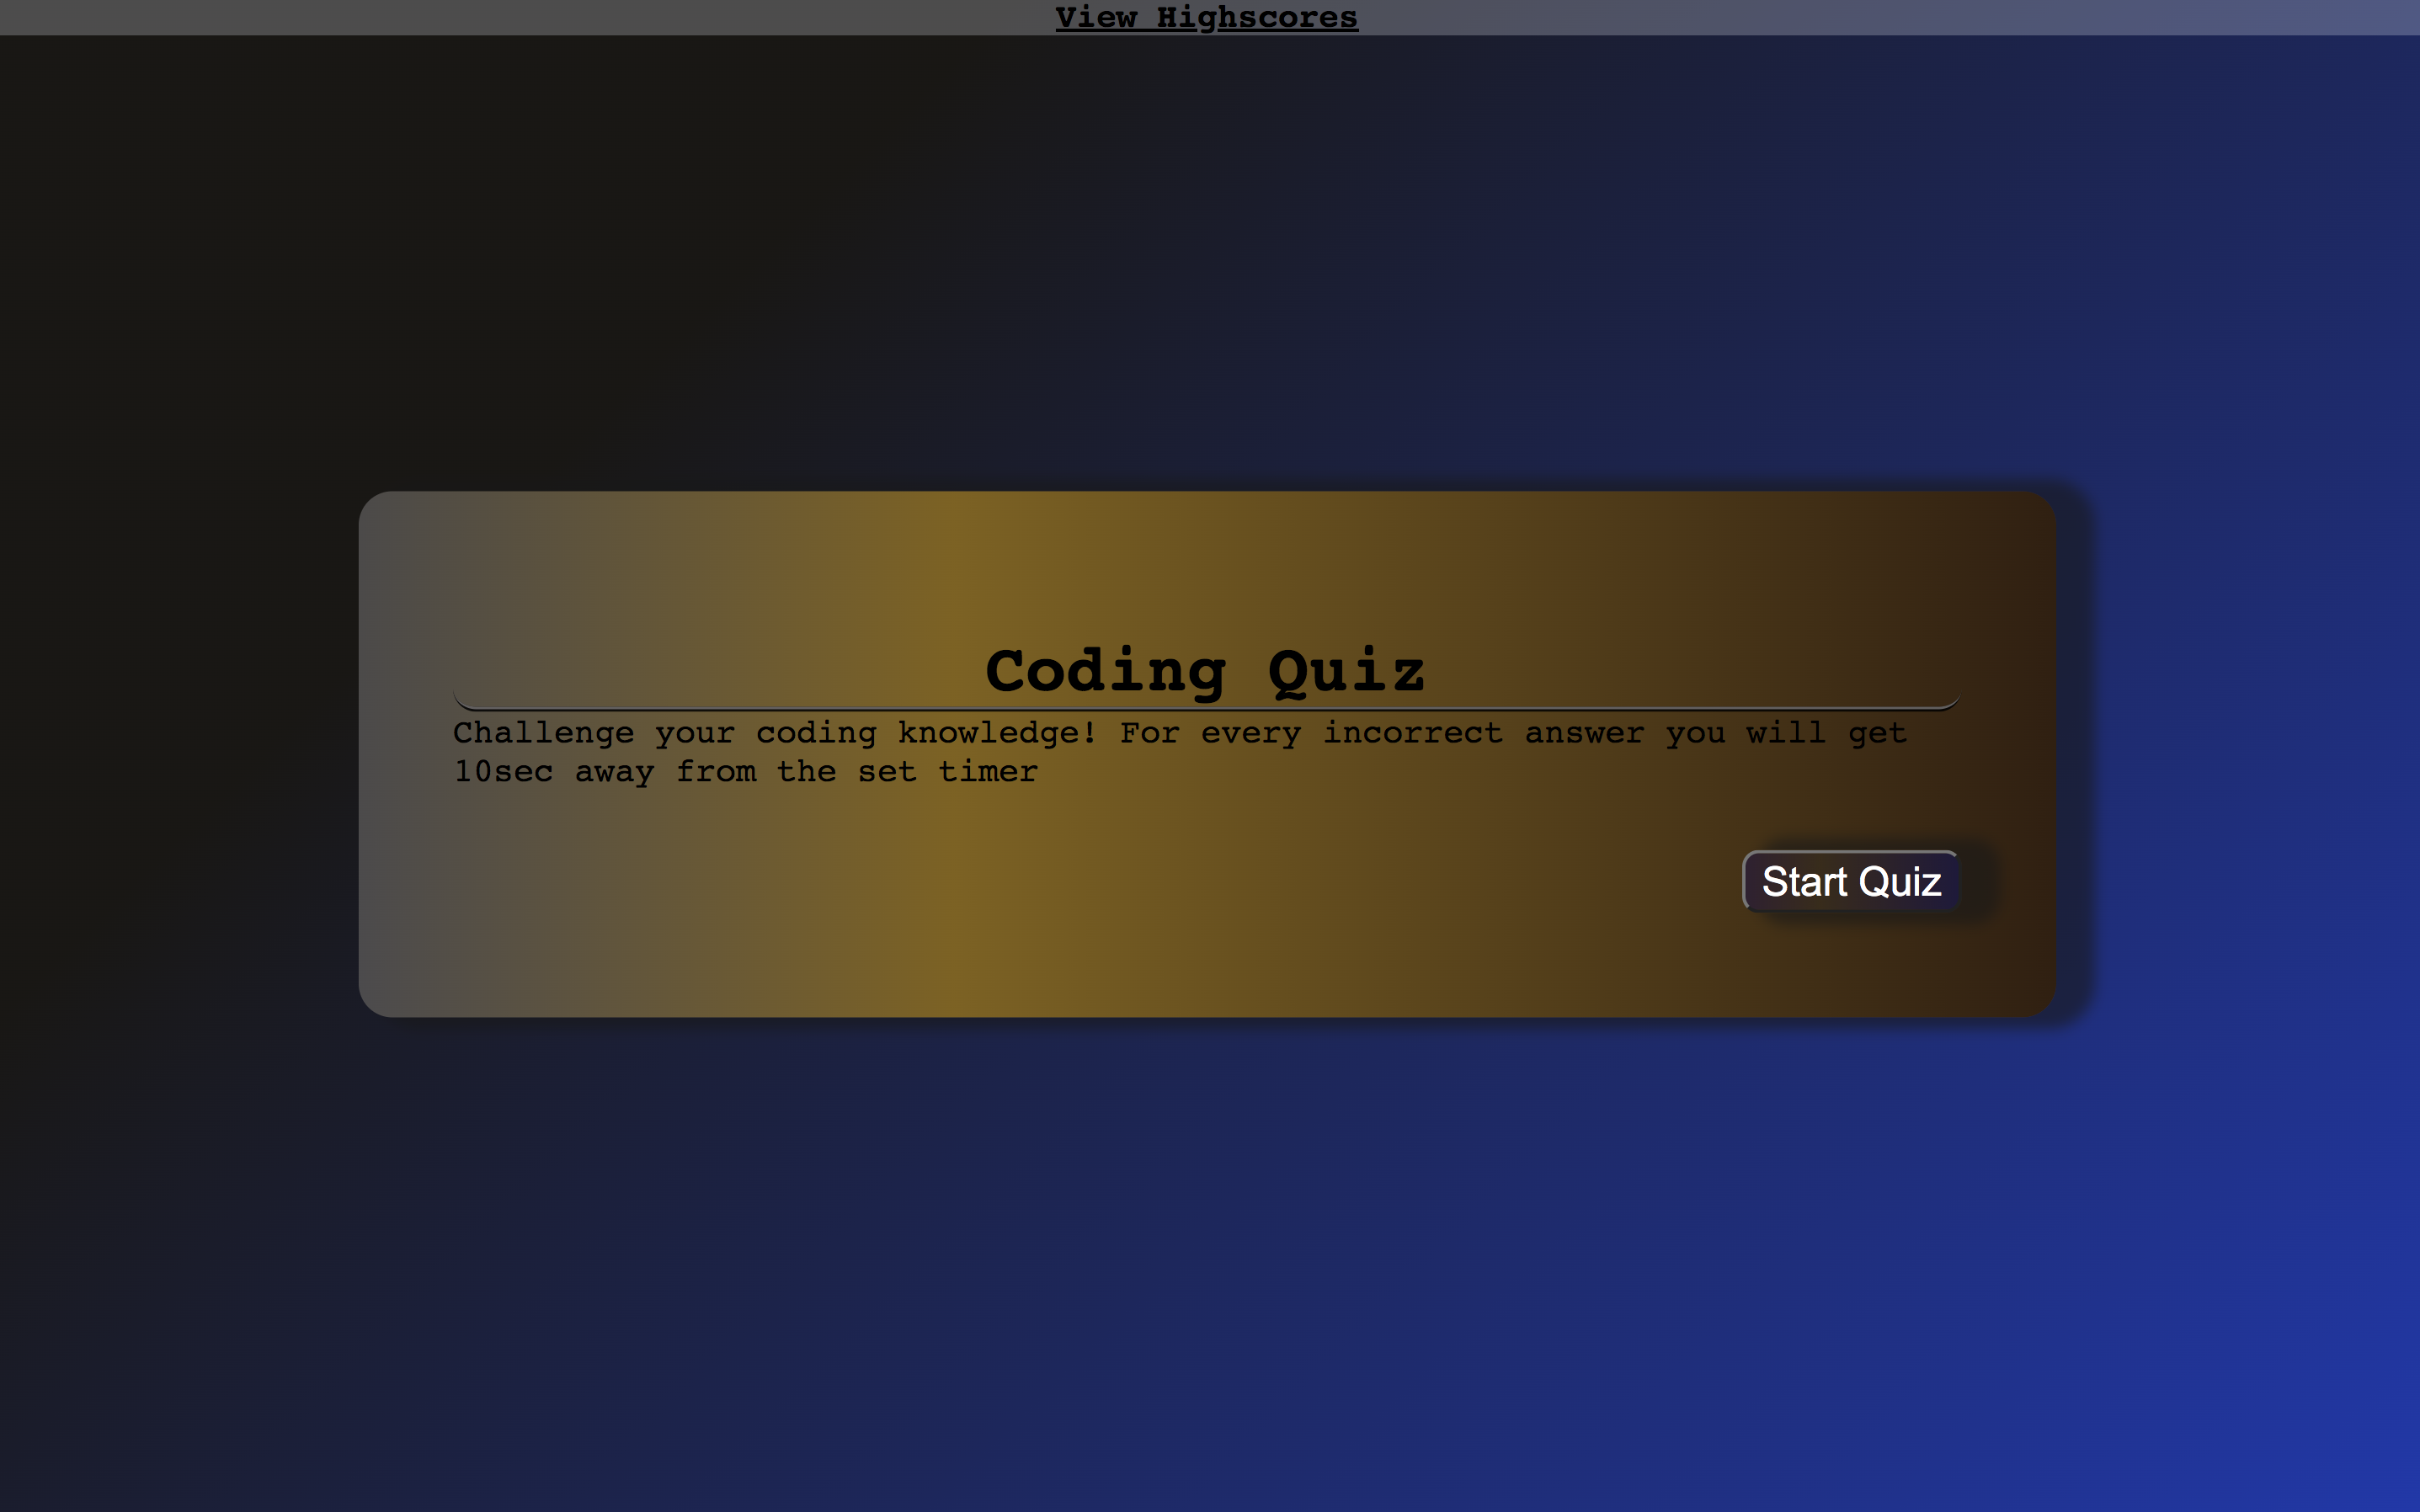 View Highscores
Coding Quiz
Challenge your coding knowledge! For every incorrect answer you will get
10sec away from the set timer
Start Quiz